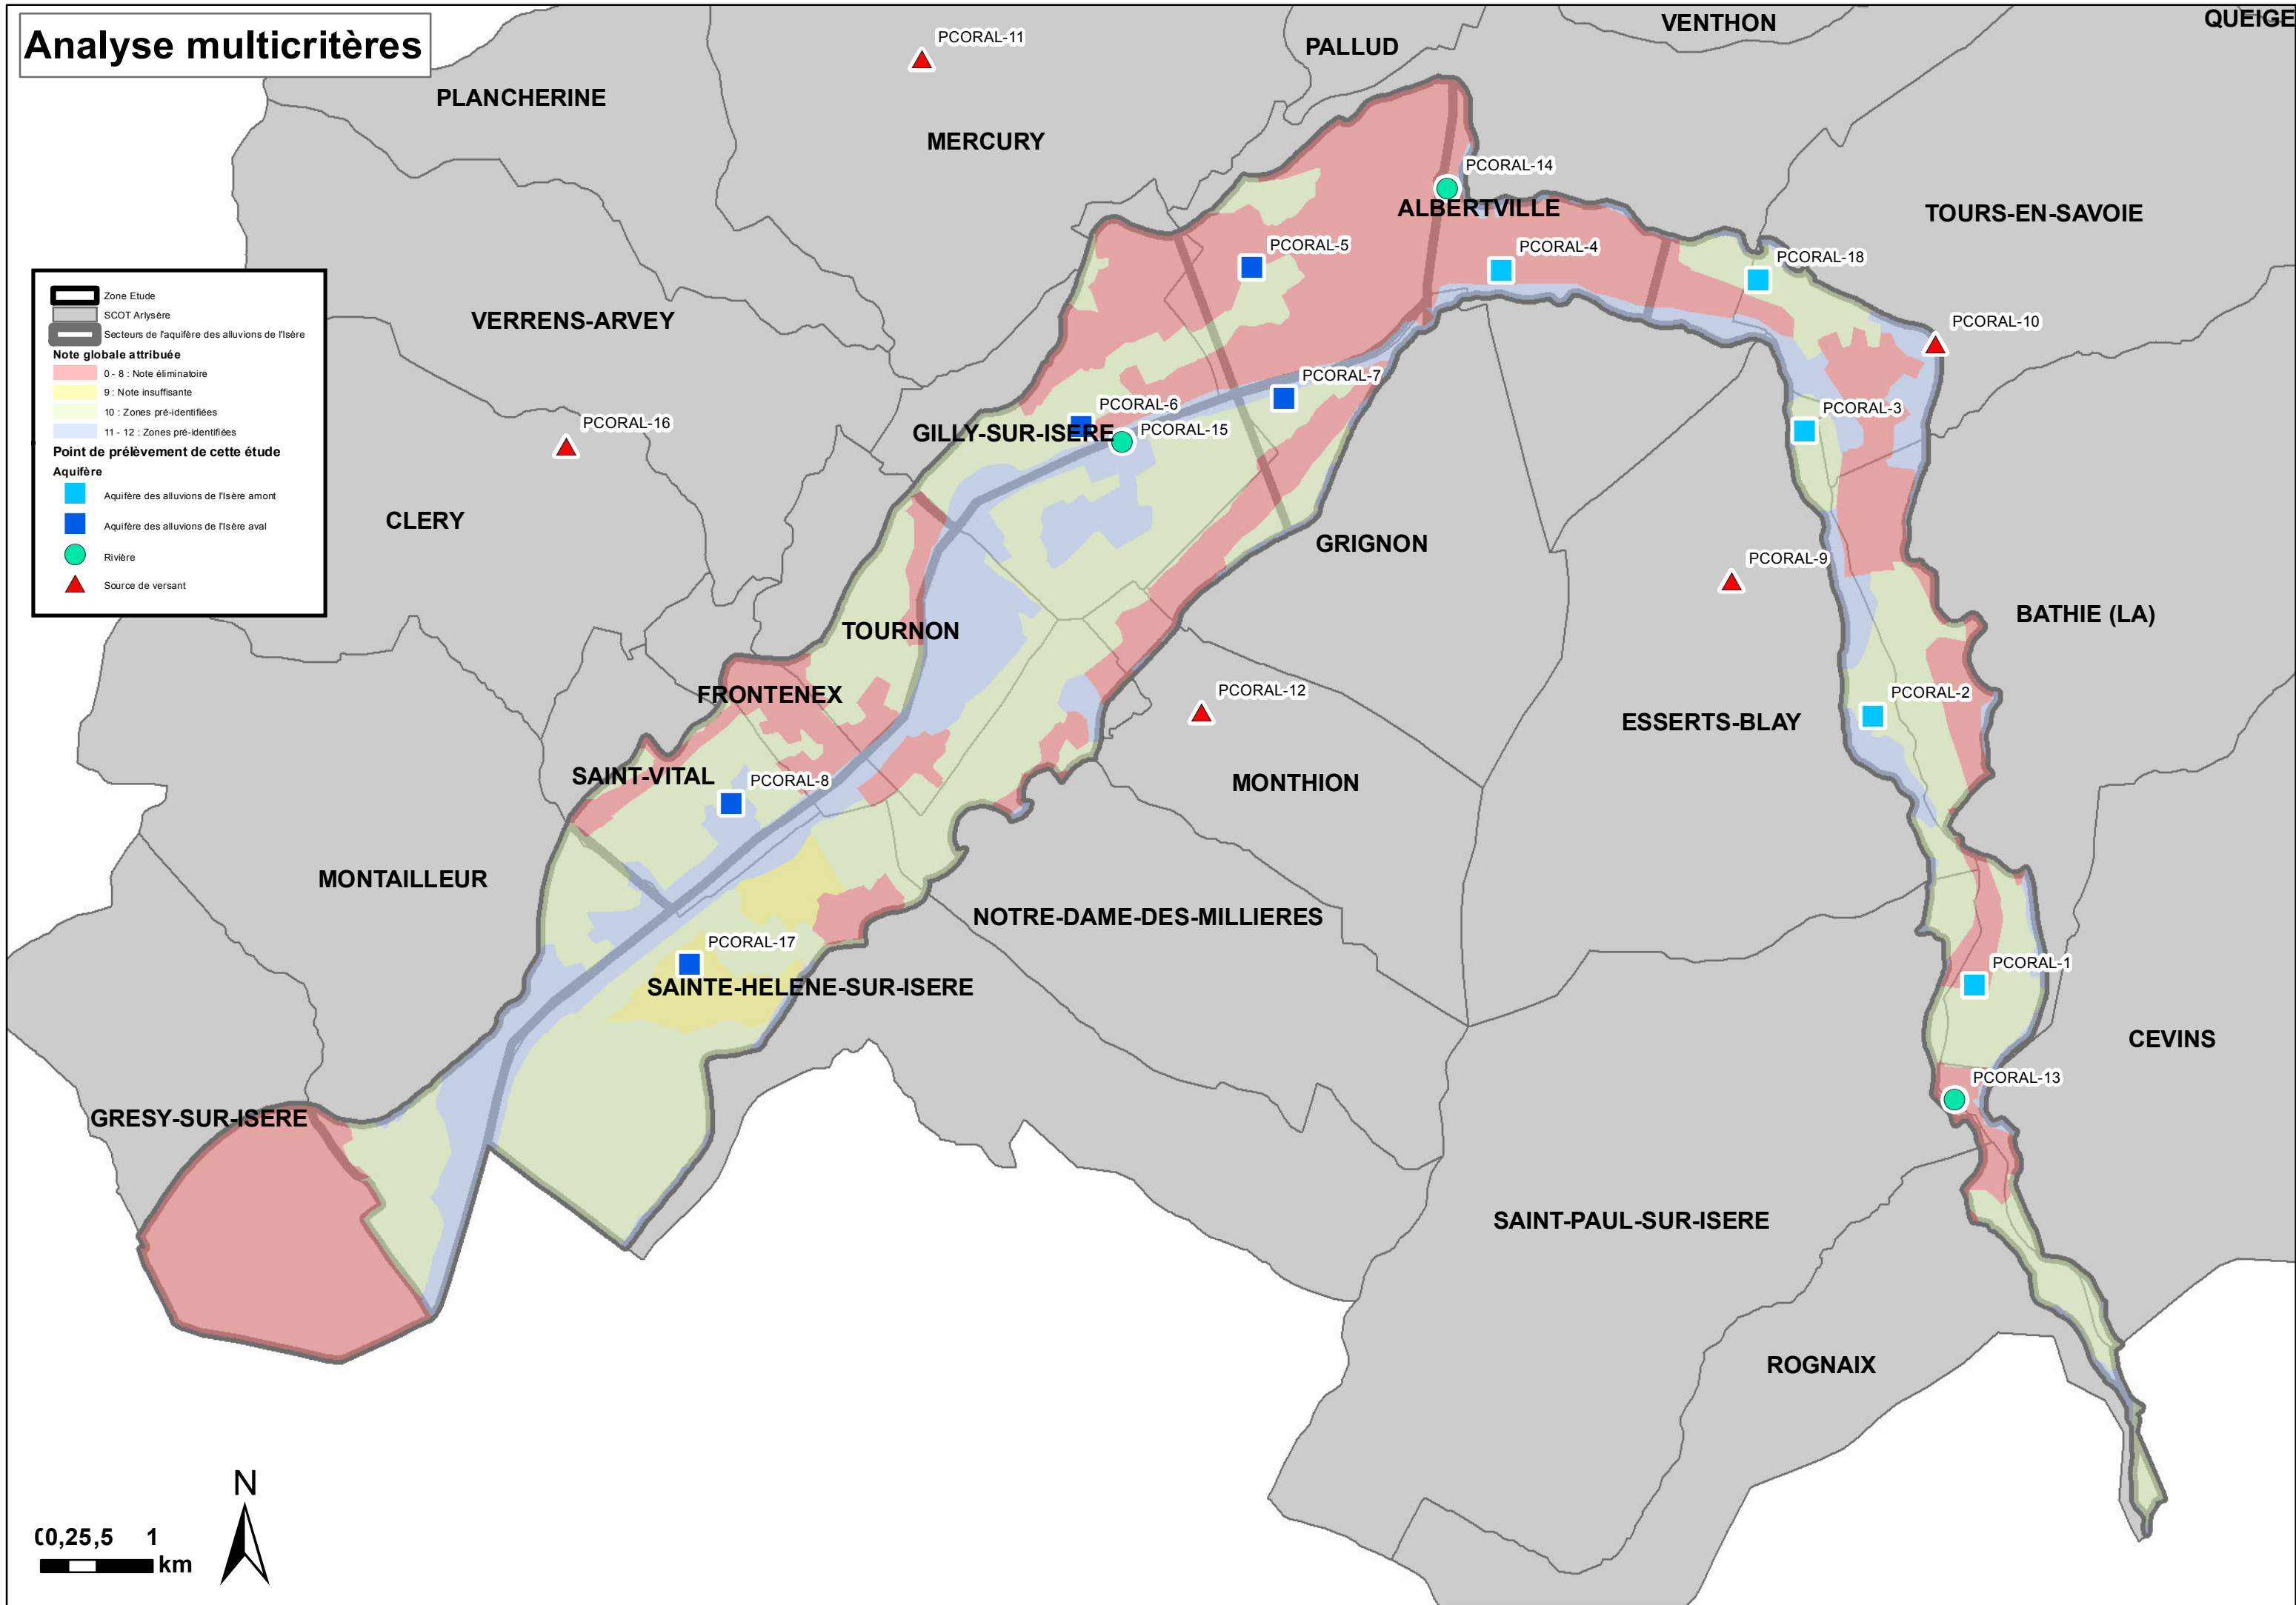 Analyse multicritères
QUEIGE
VENTHON
PCORAL-11
PALLUD
PLANCHERINE
MERCURY
PCORAL-14
ALBERTVILLE
TOURS-EN-SAVOIE
PCORAL-5
PCORAL-4
PCORAL-18
Zone Etude
SCOT Arlysère
Secteurs de l'aquifère des alluvions de l'Isère
Note globale attribuée
0 - 8 : Note éliminatoire
9 : Note insuffisante
10 : Zones pré-identifiées
11 - 12 : Zones pré-identifiées
Point de prélèvement de cette étude
Aquifère
Aquifère des alluvions de l'Isère amont
Aquifère des alluvions de l'Isère aval
Rivière
Source de versant
VERRENS-ARVEY
PCORAL-10
PCORAL-7
PCORAL-6
PCORAL-3
PCORAL-16
GILLY-SUR-ISERE
PCORAL-15
CLERY
GRIGNON
PCORAL-9
BATHIE (LA)
TOURNON
PCORAL-12
PCORAL-2
FRONTENEX
ESSERTS-BLAY
SAINT-VITAL
PCORAL-8
MONTHION
MONTAILLEUR
NOTRE-DAME-DES-MILLIERES
PCORAL-17
PCORAL-1
SAINTE-HELENE-SUR-ISERE
CEVINS
PCORAL-13
GRESY-SUR-ISERE
SAINT-PAUL-SUR-ISERE
ROGNAIX
N
00,25,5 1
km